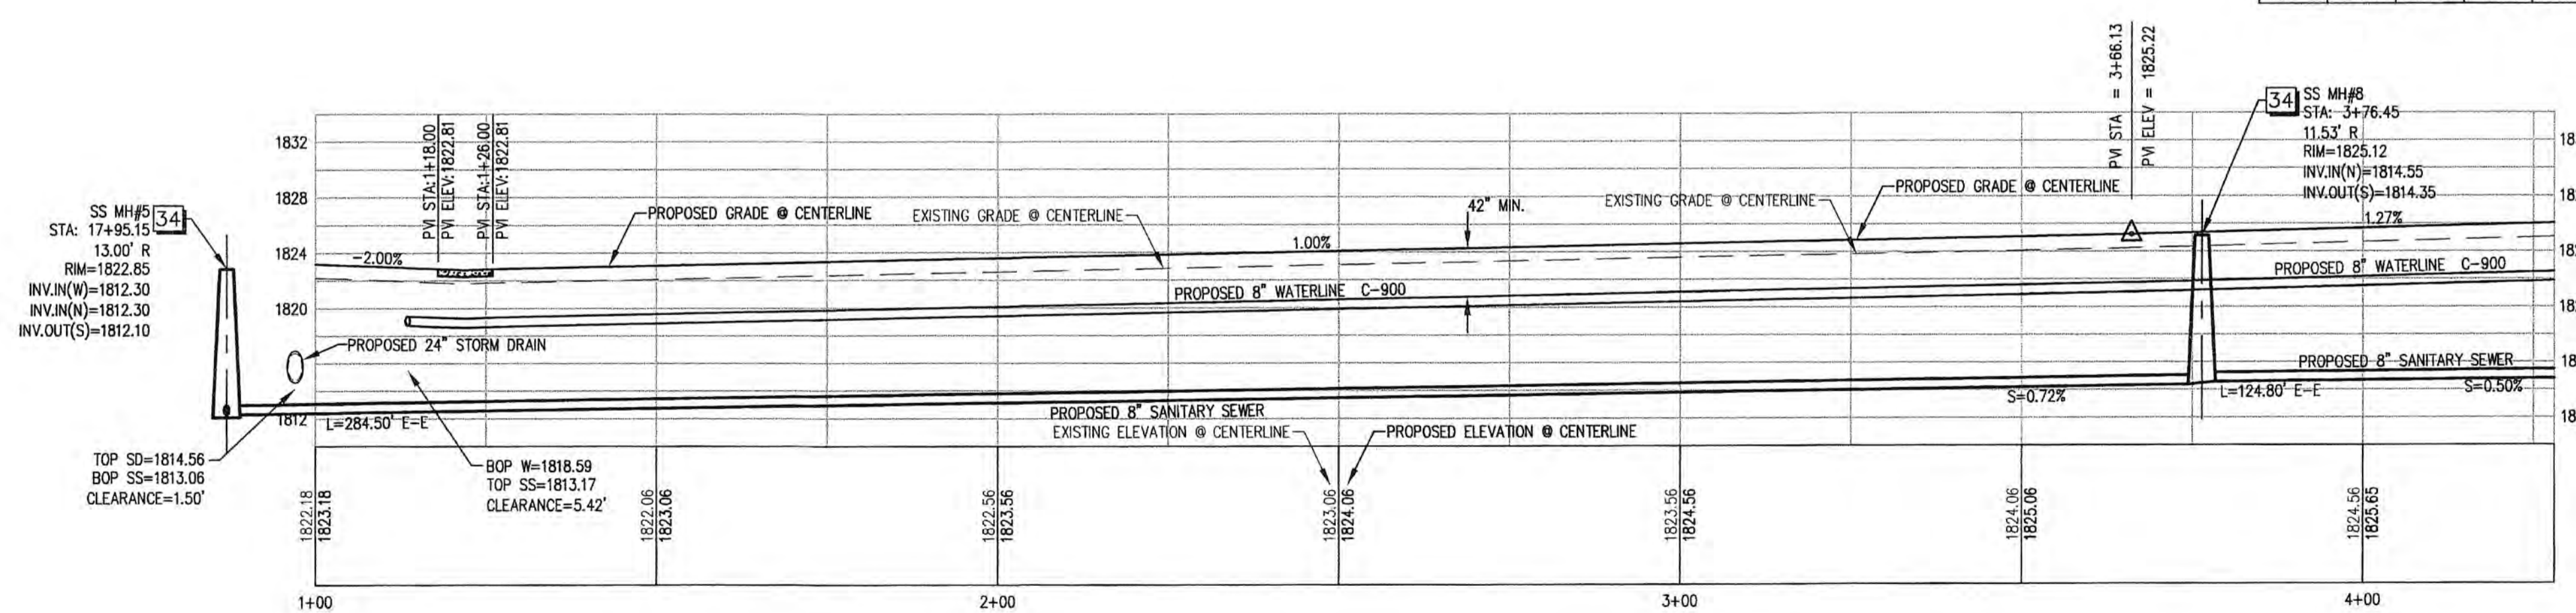 PVI STA = 3+66.13
PVI ELEV = 1825.22
34
SS MH#8
STA: 3+76.45
11.53' R
RIM=1825.12
INV.IN(N)=1814.55
INV.OUT(S)=1814.35
1.27%
PVI STA:1+18.00
PVI ELEV:1822.81
PVI STA:1+26.00
PVI ELEV:1822.81
1832
1828
1824
1820
1812
SS MH#5
34
STA: 17+95.15
13.00' R
RIM=1822.85
INV.IN(W)=1812.30
INV.IN(N)=1812.30
INV.OUT(S)=1812.10
-2.00%
PROPOSED GRADE @ CENTERLINE
EXISTING GRADE @ CENTERLINE
1.00%
42" MIN.
EXISTING GRADE @ CENTERLINE
PROPOSED GRADE @ CENTERLINE
PROPOSED 8" WATERLINE C-900
PROPOSED 8" WATERLINE C-900
PROPOSED 24" STORM DRAIN
PROPOSED 8" SANITARY SEWER
S=0.50%
L=124.80' E-E
S=0.72%
L=284.50' E-E
PROPOSED 8" SANITARY SEWER
EXISTING ELEVATION @ CENTERLINE
PROPOSED ELEVATION @ CENTERLINE
TOP SD=1814.56
BOP SS=1813.06
CLEARANCE=1.50'
BOP W=1818.59
TOP SS=1813.17
CLEARANCE=5.42'
1822.18
1823.18
1822.06
1823.06
1822.56
1823.56
1823.06
1824.06
1823.56
1824.56
1824.06
1825.06
1824.56
1825.65
1+00
2+00
3+00
4+00